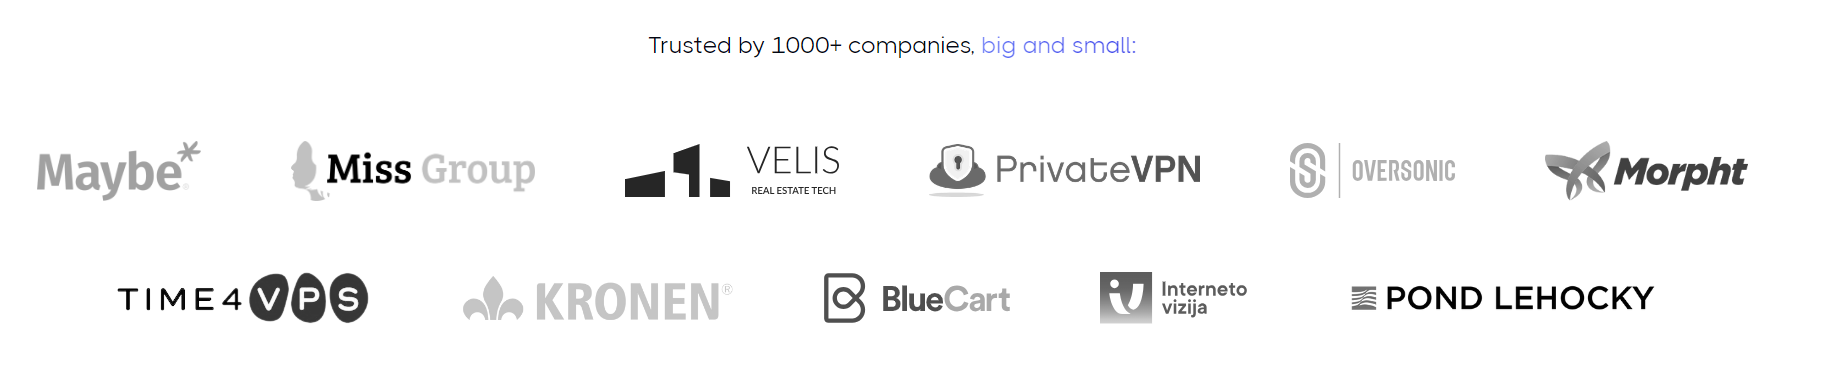 Trusted by 1000+ companies, big and small:
Maybe*
Miss Group
VELIS
REAL ESTATE TECH
PrivateVPN
OVERSONIC
Morpht
TIME4VPS
KRONEN®
BlueCart
Interneto
vizija
POND LEHOCKY